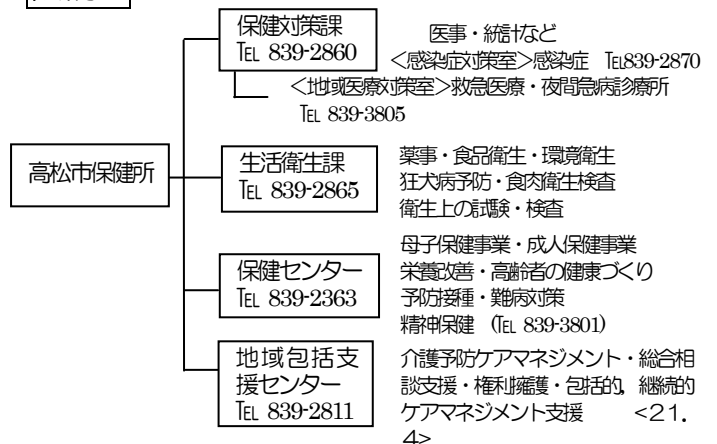 保健対策課
℡ 839-2860
医事・統計など
<感染症対策室>感染症 ℡839-2870
<地域医療対策室>救急医療・夜間急病診療所
℡ 839-3805
高松市保健所
生活衛生課
℡ 839-2865
薬事・食品衛生・環境衛生
狂犬病予防・食肉衛生検査
衛生上の試験・検査
保健センター
℡ 839-2363
母子保健事業・成人保健事業
栄養改善・高齢者の健康づくり
予防接種・難病対策
精神保健 (℡ 839-3801)
地域包括支
援センター
℡ 839-2811
介護予防ケアマネジメント・総合相
談支援・権利擁護・包括的,継続的
ケアマネジメント支援 <21.
4>